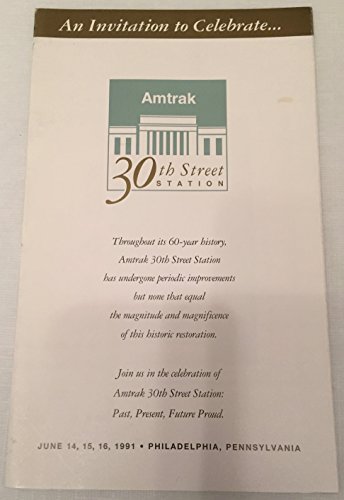 An Invitation to Celebrate...
Amtrak
30th Street
STATION
Throughout its 60-year history,
Amtrak 30th Street Station
has undergone periodic improvements
but none that equal
the magnitude and magnificence
of this historic restoration.
Join us in the celebration of
Amtrak 30th Street Station:
Past, Present, Future Proud.
JUNE 14, 15, 16, 1991 • PHILADELPHIA, PENNSYLVANIA